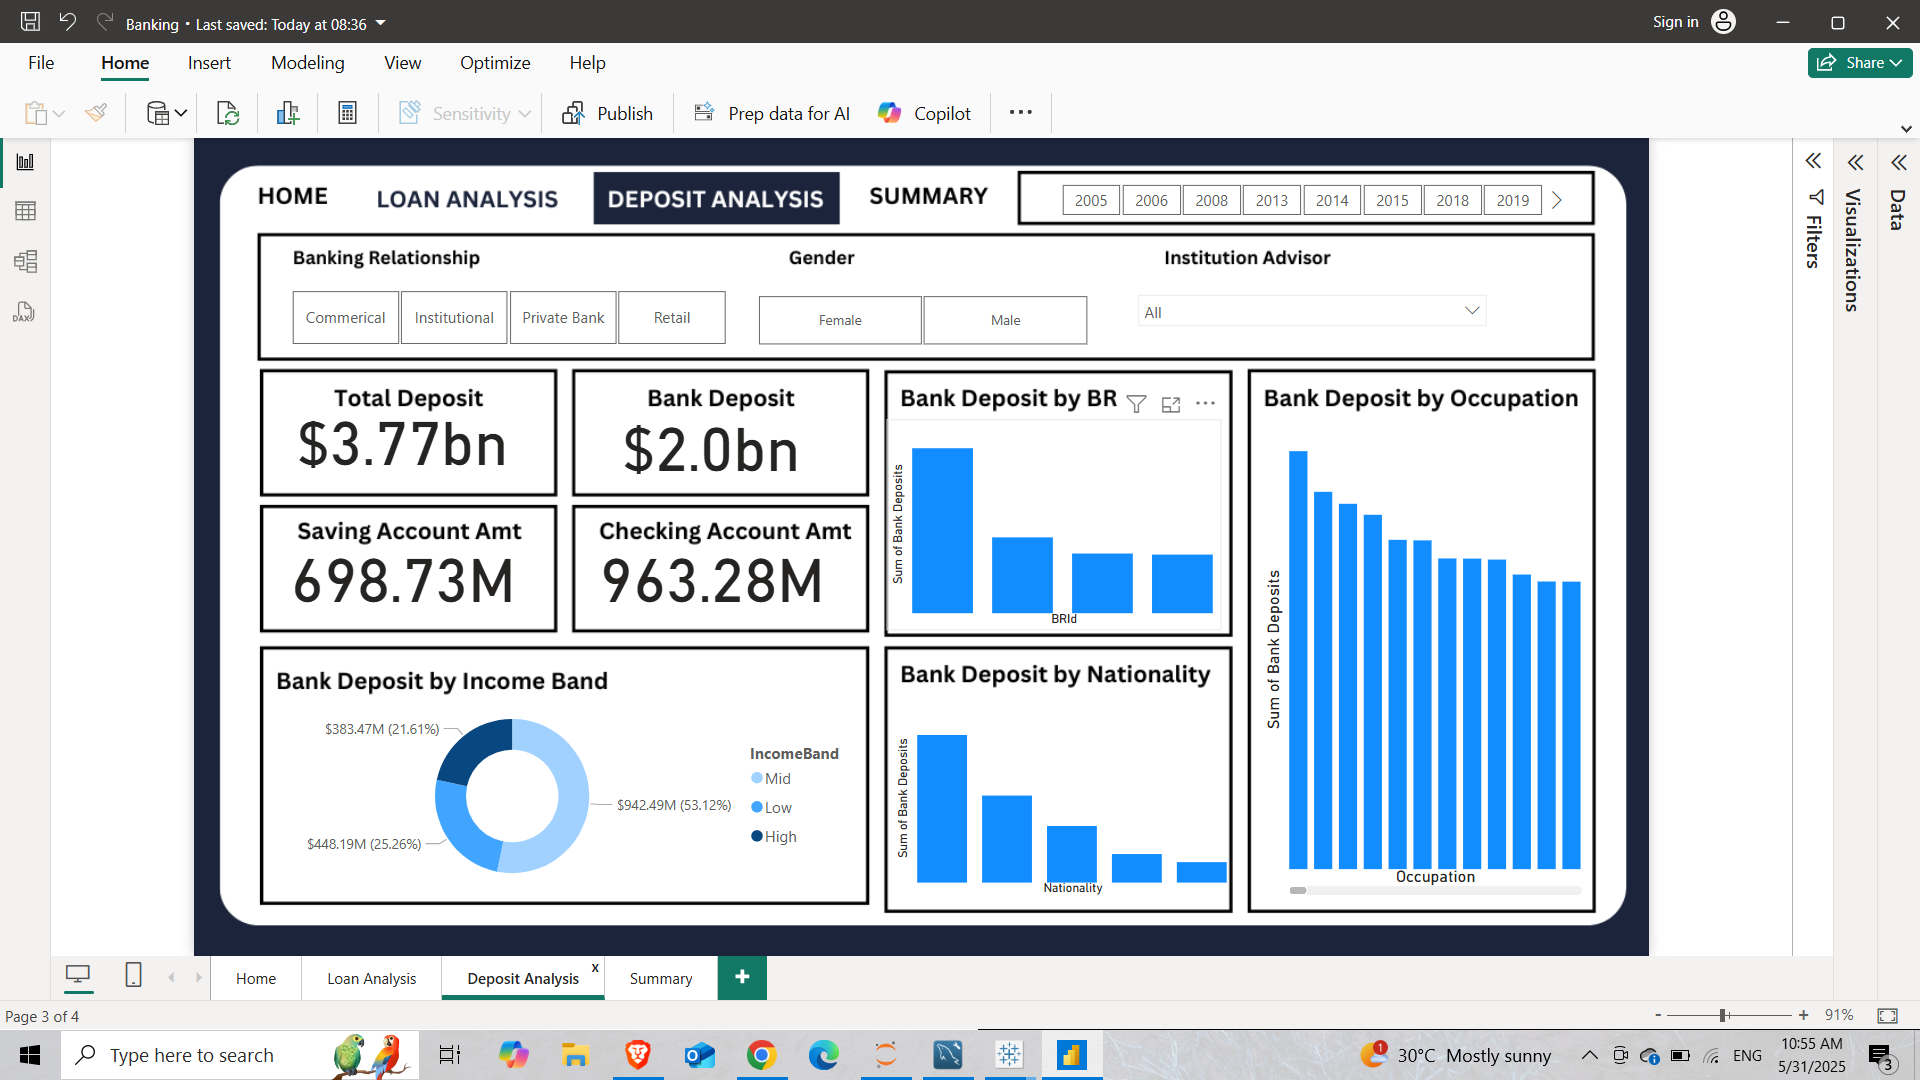 Banking • Last saved: Today at 08:36
Sign in
File Home Insert Modeling View Optimize Help
Share
Sensitivity
Publish
Prep data for AI
Copilot
HOME
LOAN ANALYSIS
DEPOSIT ANALYSIS
SUMMARY
2005 2006 2008 2013 2014 2015 2018 2019
Banking Relationship
Commerical Institutional Private Bank Retail
Gender
Female Male
Institution Advisor
All
Total Deposit
$3.77bn
Bank Deposit
$2.0bn
Saving Account Amt
698.73M
Checking Account Amt
963.28M
Bank Deposit by BR
Sum of Bank Deposits
BRId
Bank Deposit by Occupation
Sum of Bank Deposits
Occupation
Bank Deposit by Income Band
$383.47M (21.61%)
$942.49M (53.12%)
$448.19M (25.26%)
IncomeBand
Mid
Low
High
Bank Deposit by Nationality
Sum of Bank Deposits
Nationality
Filters
Visualizations
Data
DAX
Home
Loan Analysis
Deposit Analysis
x
Summary
+
Page 3 of 4
- + 91%
Type here to search
1
30°C Mostly sunny
ENG
10:55 AM
5/31/2025
3